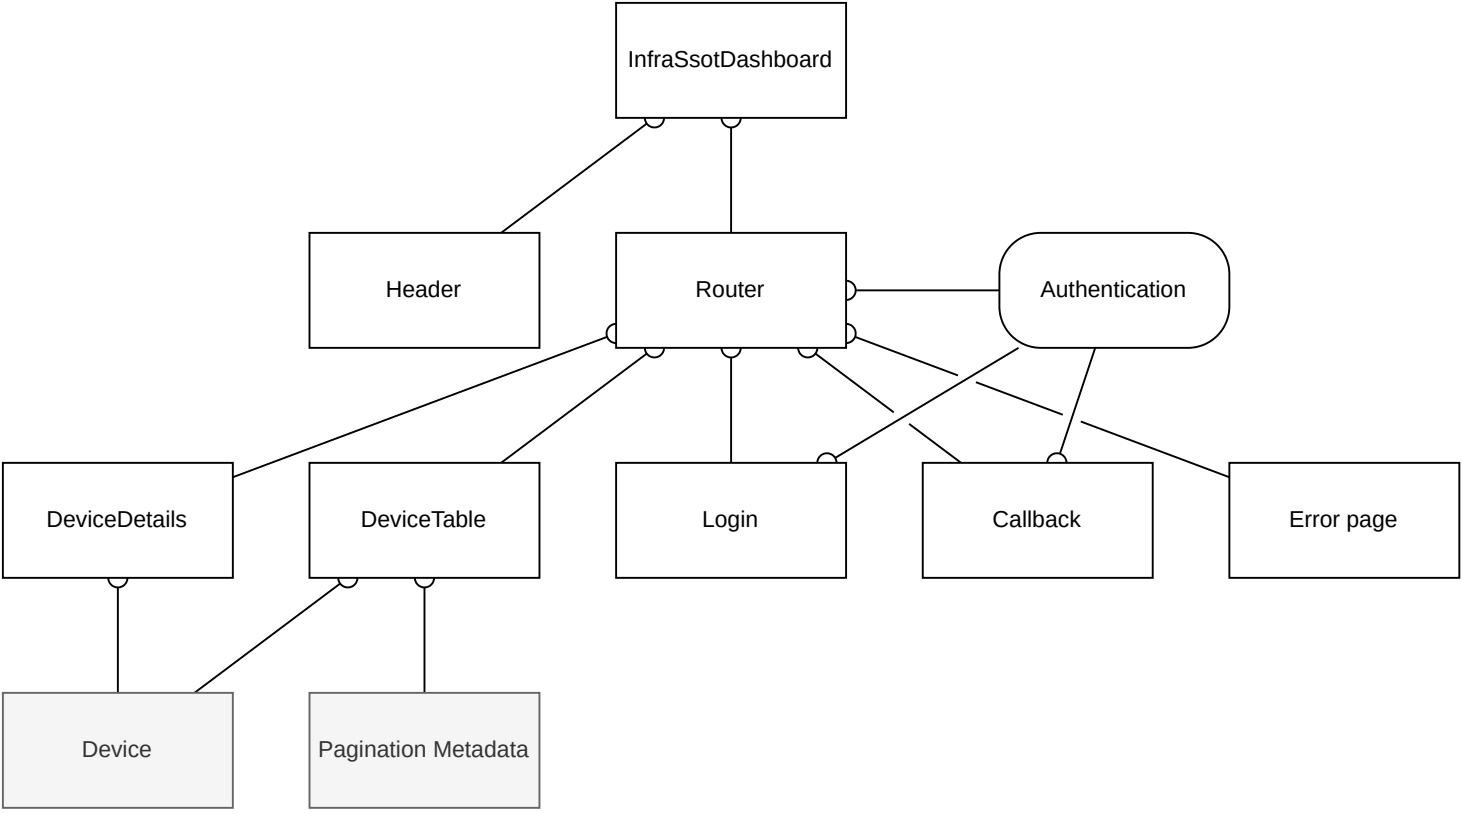 InfraSsotDashboard
Header
Router
Authentication
DeviceDetails
DeviceTable
Login
Callback
Error page
Device
Pagination Metadata